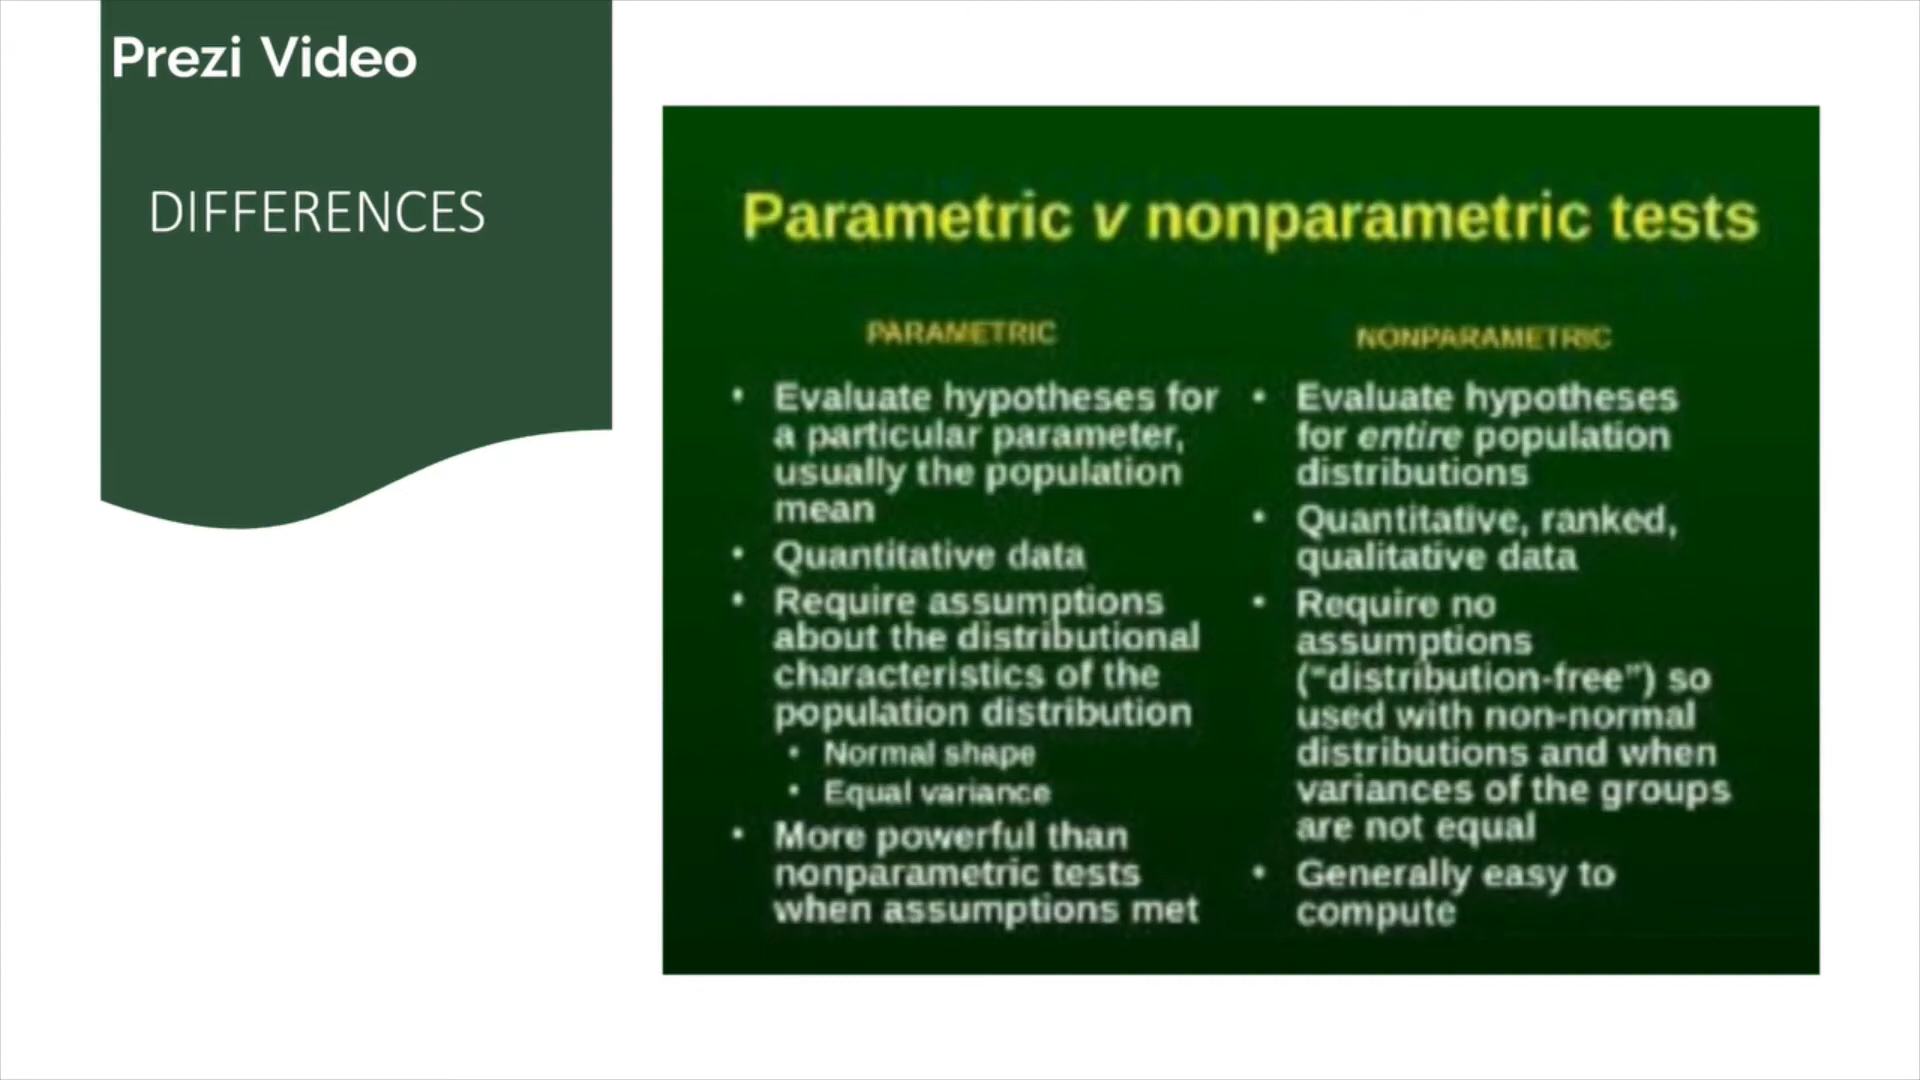 Prezi Video
DIFFERENCES
Parametric v nonparametric tests
PARAMETRIC
• Evaluate hypotheses for
a particular parameter,
usually the population
mean
• Quantitative data
• Require assumptions
about the distributional
characteristics of the
population distribution
• Normal shape
• Equal variance
• More powerful than
nonparametric tests
when assumptions met
NONPARAMETRIC
• Evaluate hypotheses
for entire population
distributions
• Quantitative, ranked,
qualitative data
• Require no
assumptions
(“distribution-free”) so
used with non-normal
distributions and when
variances of the groups
are not equal
• Generally easy to
compute